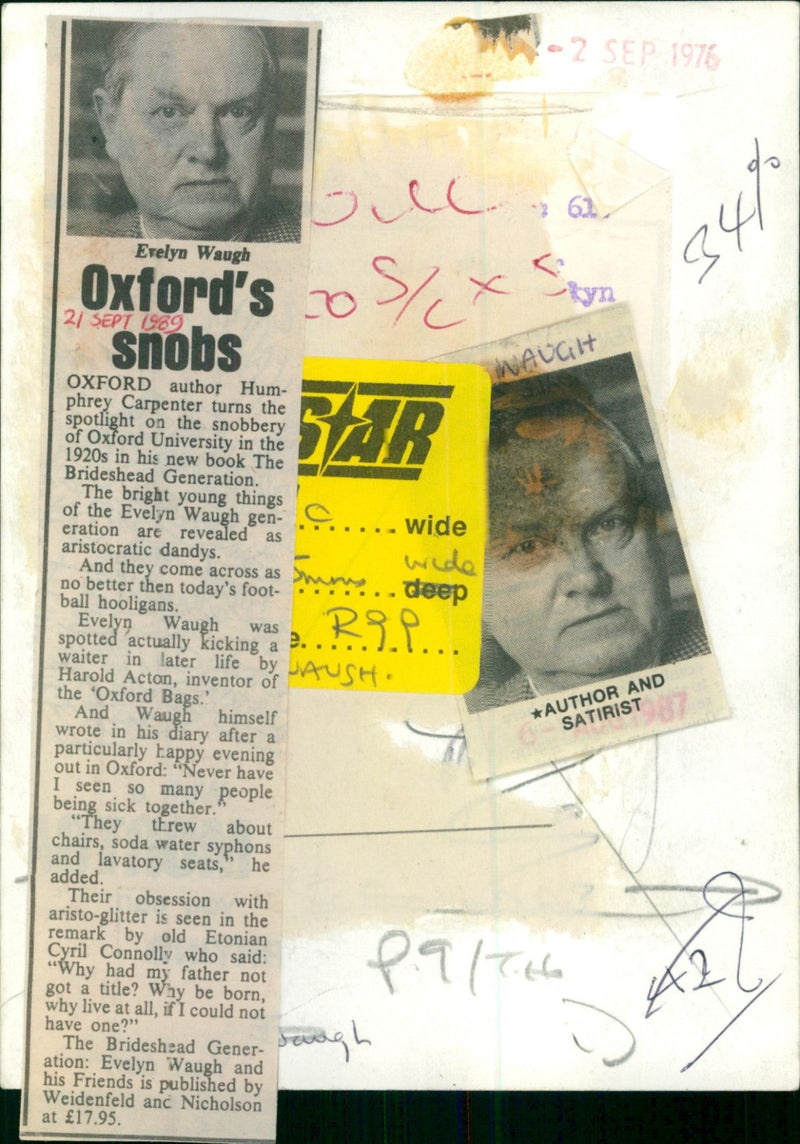 Evelyn Waugh
Oxford's
21 SEPT 1989
snobs
OXFORD author Hum-
phrey Carpenter turns the
spotlight on the snobbery
of Oxford University in the
1920s in his new book The
Brideshead Generation.
The bright young things
of the Evelyn Waugh gen-
eration are revealed as
aristocratic dandys.
And they come across as
no better then today's foot-
ball hooligans.
Evelyn Waugh was
spotted actually kicking a
waiter in later life by
Harold Acton, inventor of
the 'Oxford Bags.'
And Waugh himself
wrote in his diary after a
particularly happy evening
out in Oxford: "Never have
I seen so many people
being sick together."
"They threw about
chairs, soda water syphons
and lavatory seats," he
added.
Their obsession with
aristo-glitter is seen in the
remark by old Etonian
Cyril Connolly who said:
"Why had my father not
got a title? Why be born,
why live at all, if I could not
have one?"
The Brideshead Gener-
ation: Evelyn Waugh and
his Friends is published by
Weidenfeld and Nicholson
at £17.95.
-2 SEP 1976
34%
: 61.
tyn
STAR
wide
wide
deep
R9P
WAUGH
★AUTHOR AND
SATIRIST
6 - AUG 1987
P.9/T.H.